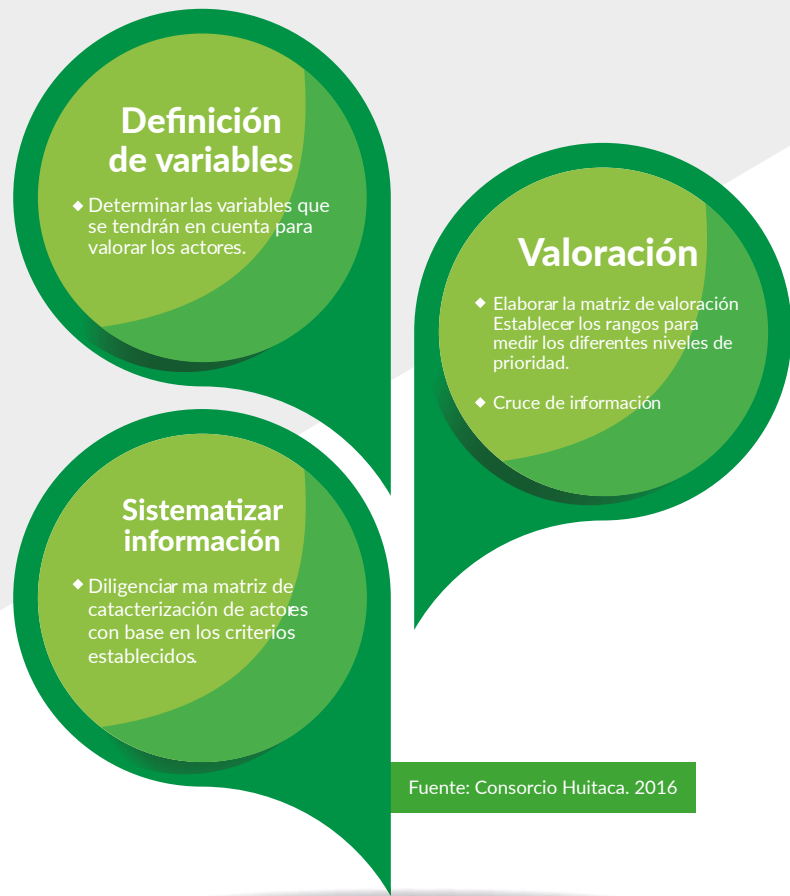 Definición
de variables
◆ Determinar las variables que
se tendrán en cuenta para
valorar los actores.
Valoración
◆ Elaborar la matriz de valoración
Establecer los rangos para
medir los diferentes niveles de
prioridad.
◆ Cruce de información
Sistematizar
información
◆ Diligenciar ma matriz de
catacterización de actores
con base en los criterios
establecidos.
Fuente: Consorcio Huitaca. 2016